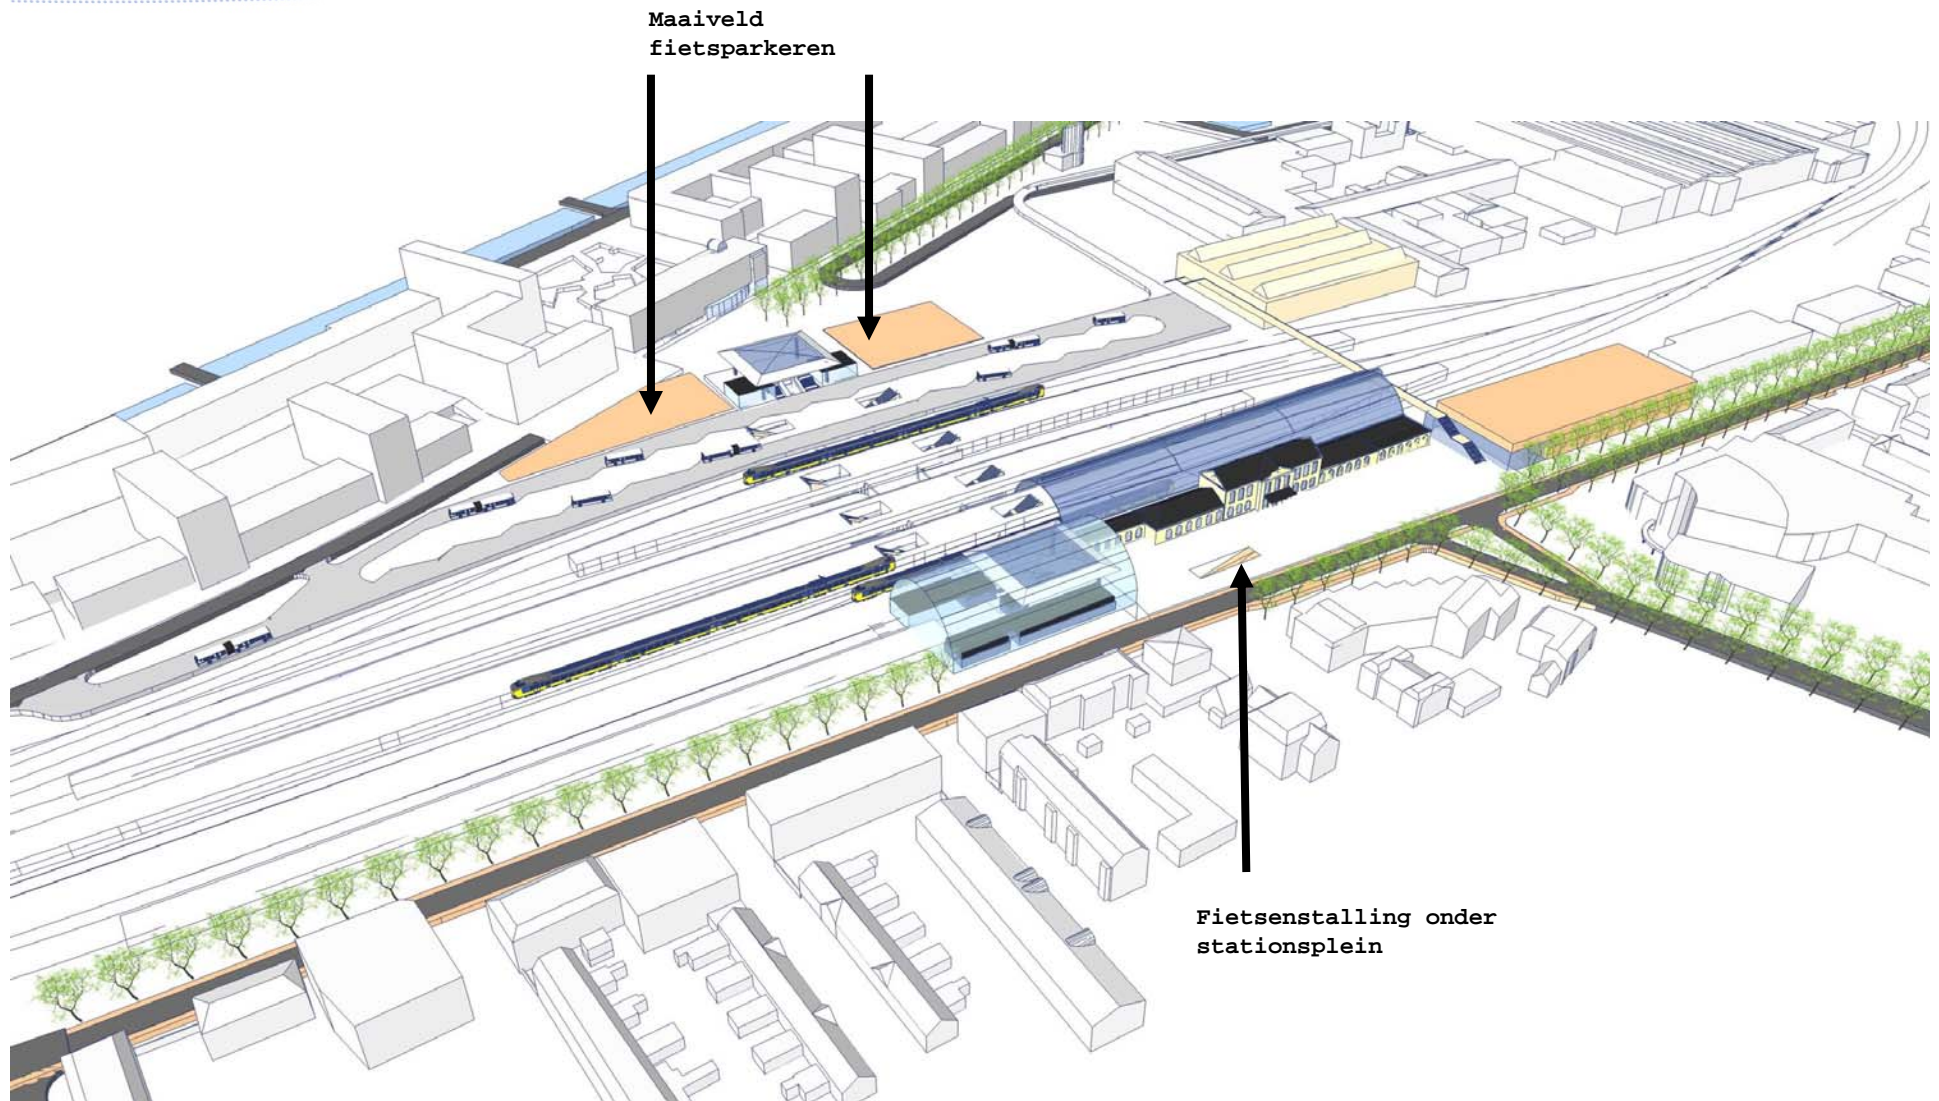 Maaiveld
fietsparkeren
Fietsenstalling onder
stationsplein